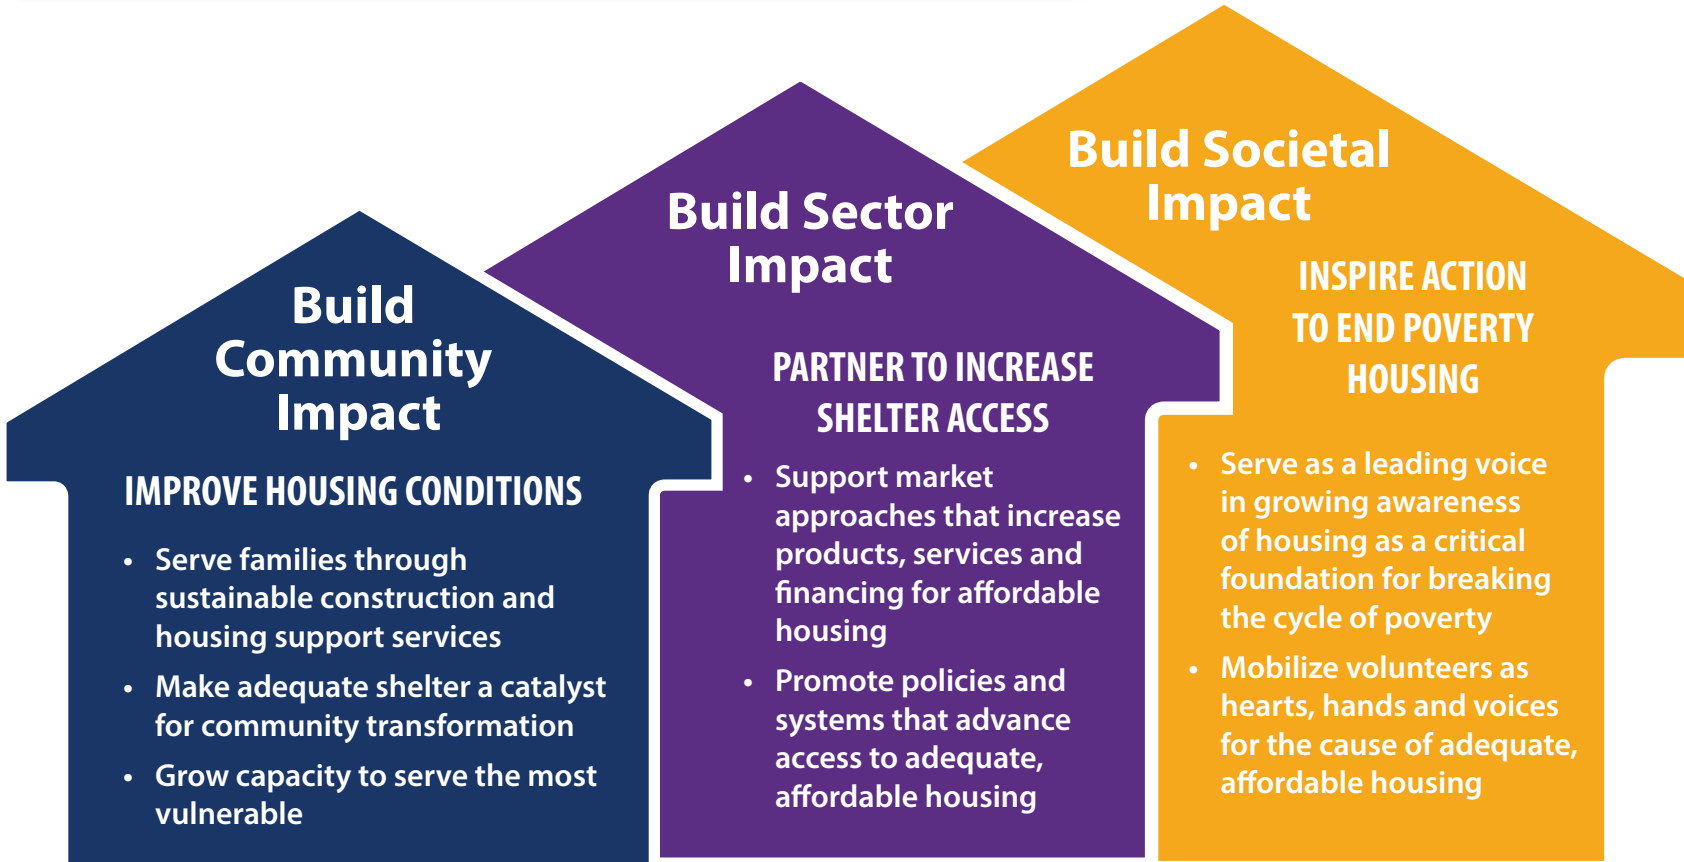 Build
Community
Impact
IMPROVE HOUSING CONDITIONS
• Serve families through
sustainable construction and
housing support services
• Make adequate shelter a catalyst
for community transformation
• Grow capacity to serve the most
vulnerable
Build Sector
Impact
PARTNER TO INCREASE
SHELTER ACCESS
• Support market
approaches that increase
products, services and
financing for affordable
housing
• Promote policies and
systems that advance
access to adequate,
affordable housing
Build Societal
Impact
INSPIRE ACTION
TO END POVERTY
HOUSING
• Serve as a leading voice
in growing awareness
of housing as a critical
foundation for breaking
the cycle of poverty
• Mobilize volunteers as
hearts, hands and voices
for the cause of adequate,
affordable housing